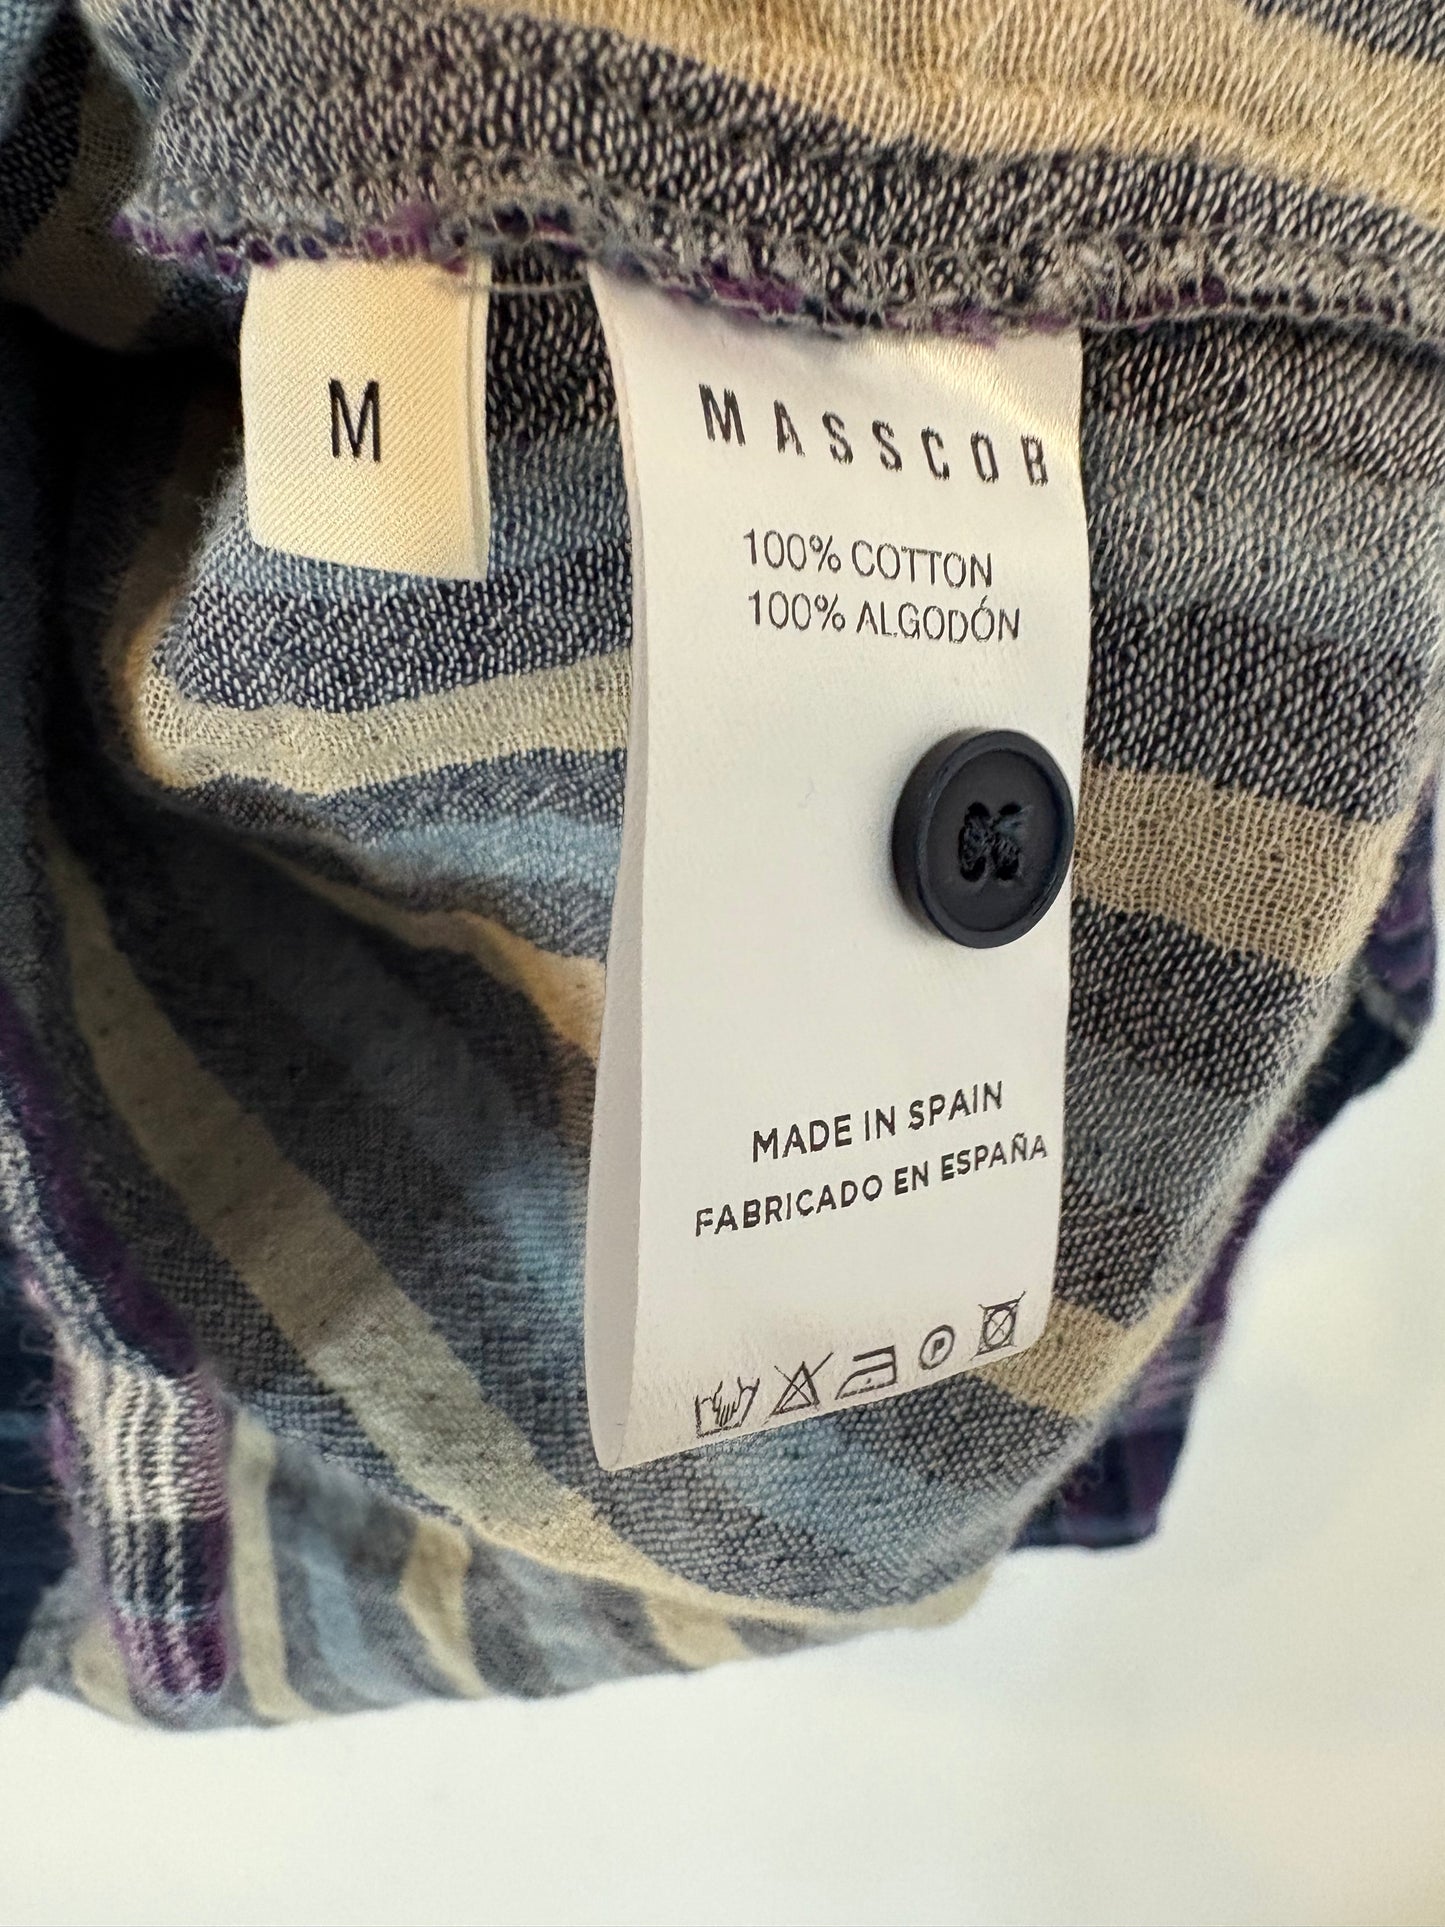 M
MASSCOB
100% COTTON
100% ALGODÓN
MADE IN SPAIN
FABRICADO EN ESPAÑA
P